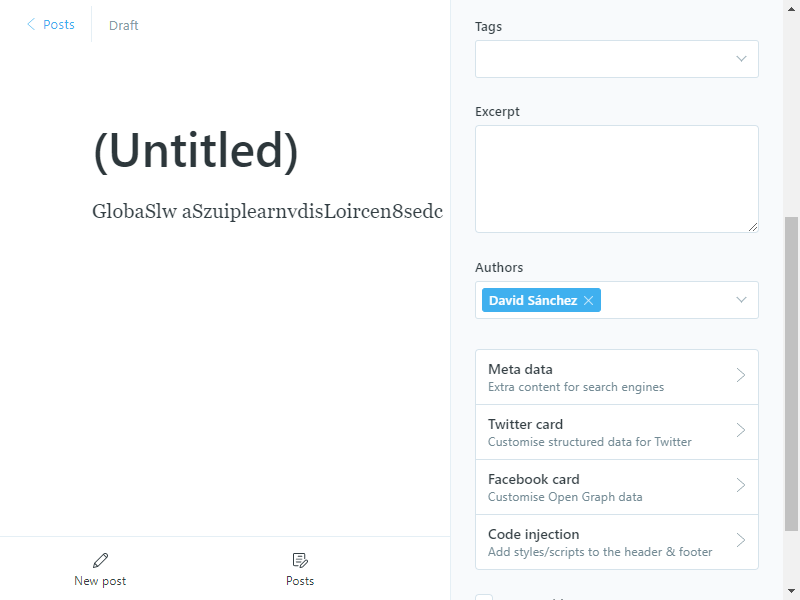 Posts
Draft
(Untitled)
GlobaSlw aSzuiplearnvdisLoircen8sedc
New post
Posts
Tags
Excerpt
Authors
David Sánchez
Meta data
Extra content for search engines
Twitter card
Customise structured data for Twitter
Facebook card
Customise Open Graph data
Code injection
Add styles/scripts to the header & footer